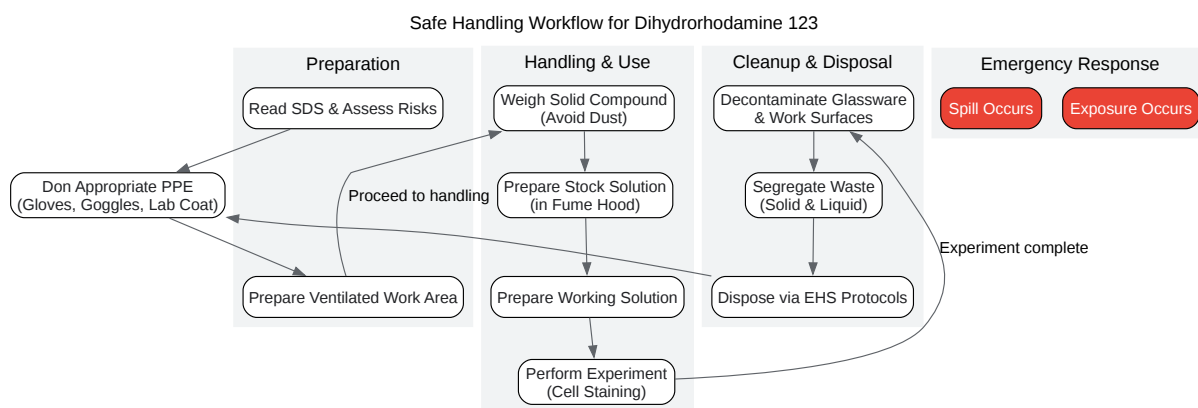 Safe Handling Workflow for Dihydrorhodamine 123
Preparation
Read SDS & Assess Risks
Don Appropriate PPE
(Gloves, Goggles, Lab Coat)
Prepare Ventilated Work Area
Proceed to handling
Handling & Use
Weigh Solid Compound
(Avoid Dust)
Prepare Stock Solution
(in Fume Hood)
Prepare Working Solution
Perform Experiment
(Cell Staining)
Experiment complete
Cleanup & Disposal
Decontaminate Glassware
& Work Surfaces
Segregate Waste
(Solid & Liquid)
Dispose via EHS Protocols
Emergency Response
Spill Occurs
Exposure Occurs